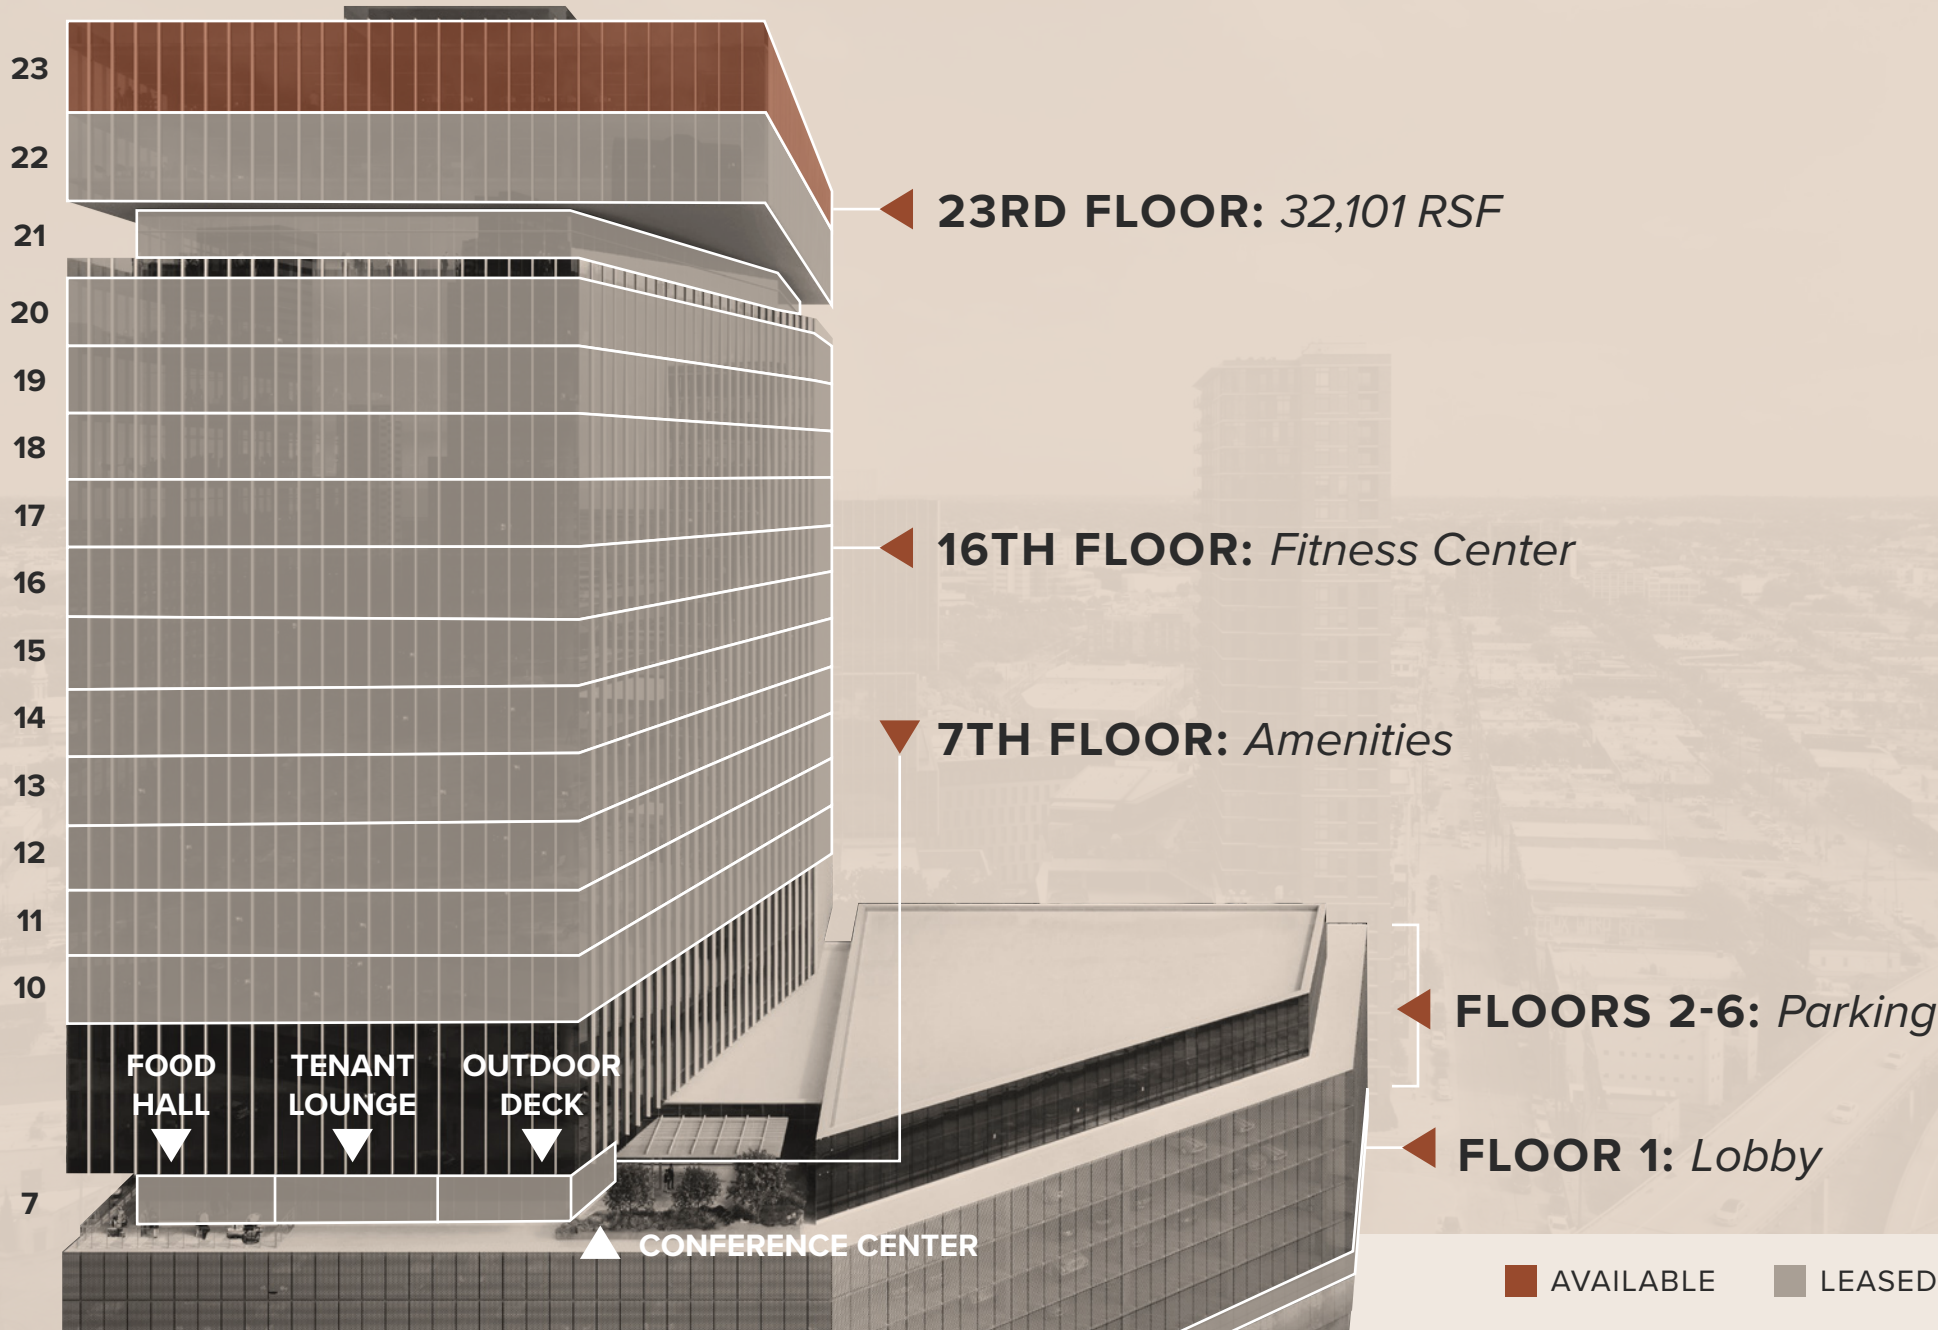 23
22
21
20
19
18
17
16
15
14
13
12
11
10
7
23RD FLOOR: 32,101 RSF
16TH FLOOR: Fitness Center
7TH FLOOR: Amenities
FLOORS 2-6: Parking
FLOOR 1: Lobby
FOOD
HALL
TENANT
LOUNGE
OUTDOOR
DECK
CONFERENCE CENTER
AVAILABLE
LEASED